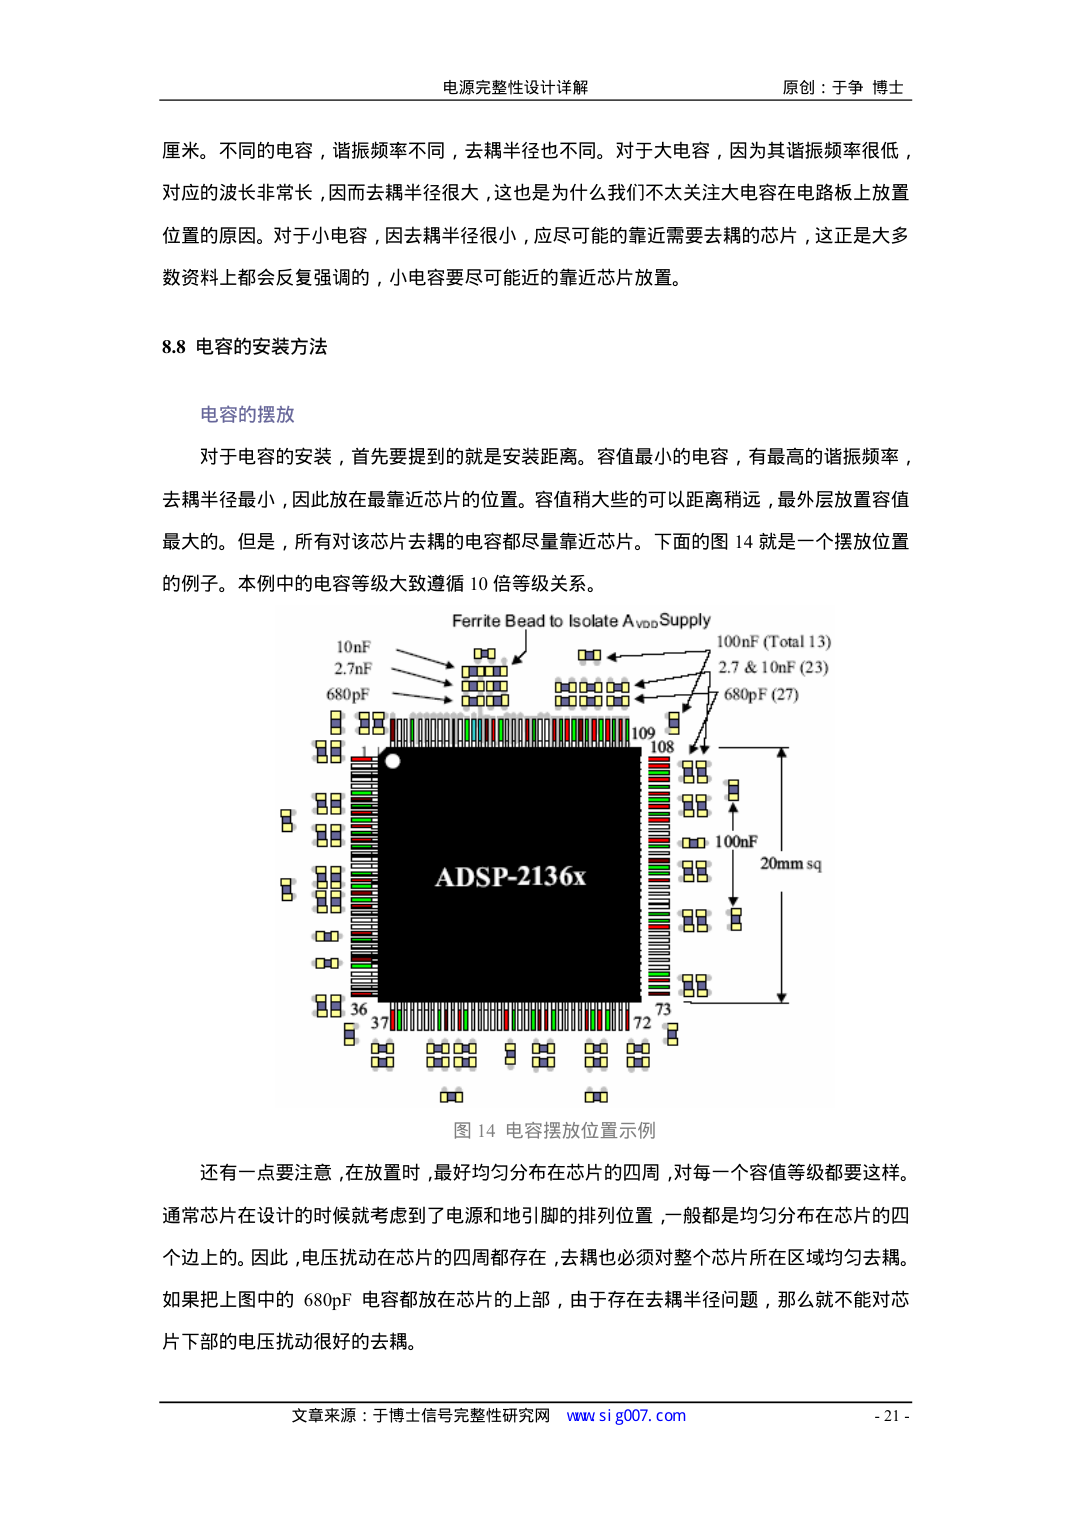 电源完整性设计详解 原创：于争 博士
厘米。不同的电容，谐振频率不同，去耦半径也不同。对于大电容，因为其谐振频率很低，
对应的波长非常长，因而去耦半径很大，这也是为什么我们不太关注大电容在电路板上放置
位置的原因。对于小电容，因去耦半径很小，应尽可能的靠近需要去耦的芯片，这正是大多
数资料上都会反复强调的，小电容要尽可能近的靠近芯片放置。
8.8 电容的安装方法
电容的摆放
对于电容的安装，首先要提到的就是安装距离。容值最小的电容，有最高的谐振频率，
去耦半径最小，因此放在最靠近芯片的位置。容值稍大些的可以距离稍远，最外层放置容值
最大的。但是，所有对该芯片去耦的电容都尽量靠近芯片。下面的图 14 就是一个摆放位置
的例子。本例中的电容等级大致遵循 10 倍等级关系。
Ferrite Bead to Isolate AVDD Supply
10nF
2.7nF
680pF
100nF (Total 13)
2.7 & 10nF (23)
680pF (27)
109
108
1
100nF
20mm sq
ADSP-2136x
36
37
72
73
图 14 电容摆放位置示例
还有一点要注意，在放置时，最好均匀分布在芯片的四周，对每一个容值等级都要这样。
通常芯片在设计的时候就考虑到了电源和地引脚的排列位置，一般都是均匀分布在芯片的四
个边上的。因此，电压扰动在芯片的四周都存在，去耦也必须对整个芯片所在区域均匀去耦。
如果把上图中的 680pF 电容都放在芯片的上部，由于存在去耦半径问题，那么就不能对芯
片下部的电压扰动很好的去耦。
文章来源：于博士信号完整性研究网 www.sig007.com - 21 -